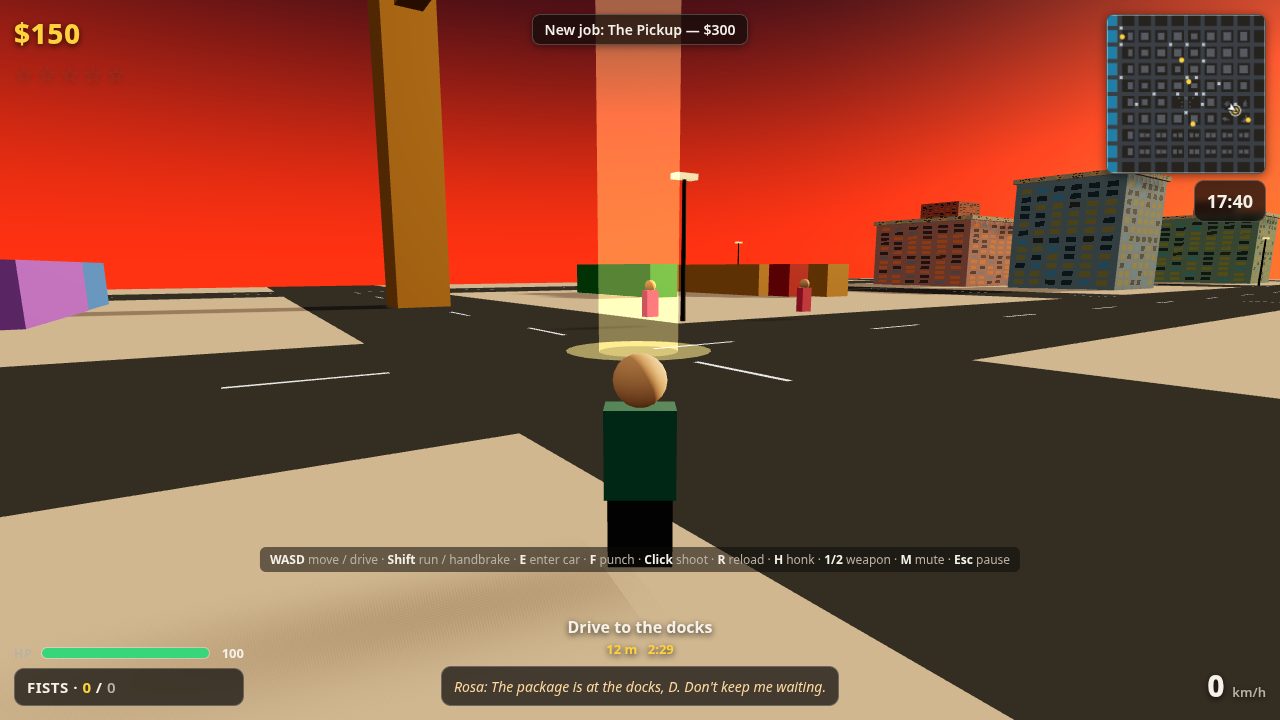 $150
New job: The Pickup — $300
17:40
WASD move / drive · Shift run / handbrake · E enter car · F punch · Click shoot · R reload · H honk · 1/2 weapon · M mute · Esc pause
Drive to the docks
12 m 2:29
HP 100
FISTS · 0 / 0
Rosa: The package is at the docks, D. Don't keep me waiting.
0 km/h